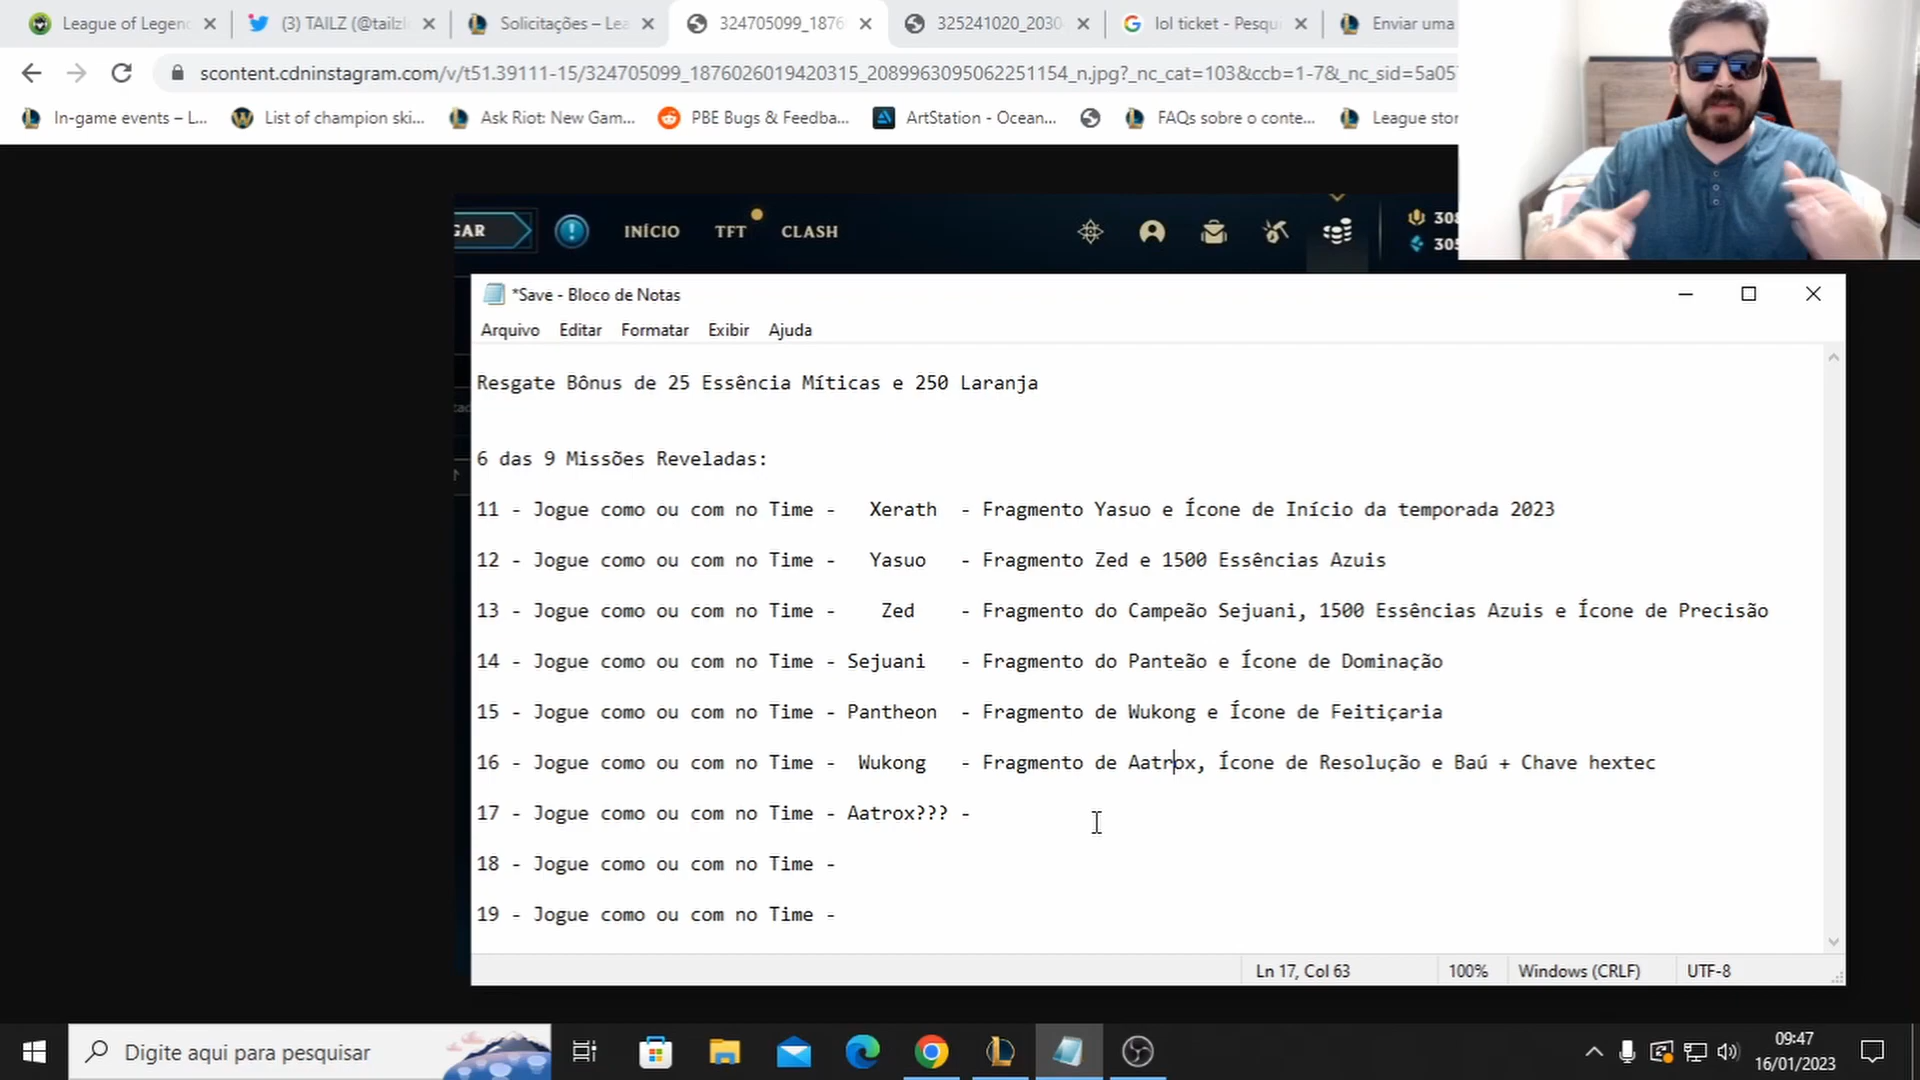 League of Legen
(3) TAILZ (@tailzl
Solicitações – Lea
324705099_1876
325241020_2030
lol ticket - Pesqu
Enviar uma
scontent.cdninstagram.com/v/t51.39111-15/324705099_1876026019420315_2089963095062251154_n.jpg?_nc_cat=103&ccb=1-7&_nc_sid=5a05
In-game events – L...
List of champion ski...
Ask Riot: New Gam...
PBE Bugs & Feedba...
ArtStation - Ocean...
FAQs sobre o conte...
League stor
GAR
INÍCIO
TFT
CLASH
308
305
*Save - Bloco de Notas
Arquivo Editar Formatar Exibir Ajuda
Resgate Bônus de 25 Essência Míticas e 250 Laranja
6 das 9 Missões Reveladas:
11 - Jogue como ou com no Time - Xerath - Fragmento Yasuo e Ícone de Início da temporada 2023
12 - Jogue como ou com no Time - Yasuo - Fragmento Zed e 1500 Essências Azuis
13 - Jogue como ou com no Time - Zed - Fragmento do Campeão Sejuani, 1500 Essências Azuis e Ícone de Precisão
14 - Jogue como ou com no Time - Sejuani - Fragmento do Panteão e Ícone de Dominação
15 - Jogue como ou com no Time - Pantheon - Fragmento de Wukong e Ícone de Feitiçaria
16 - Jogue como ou com no Time - Wukong - Fragmento de Aatrox, Ícone de Resolução e Baú + Chave hextec
17 - Jogue como ou com no Time - Aatrox??? -
18 - Jogue como ou com no Time -
19 - Jogue como ou com no Time -
Ln 17, Col 63
100%
Windows (CRLF)
UTF-8
Digite aqui para pesquisar
09:47
16/01/2023